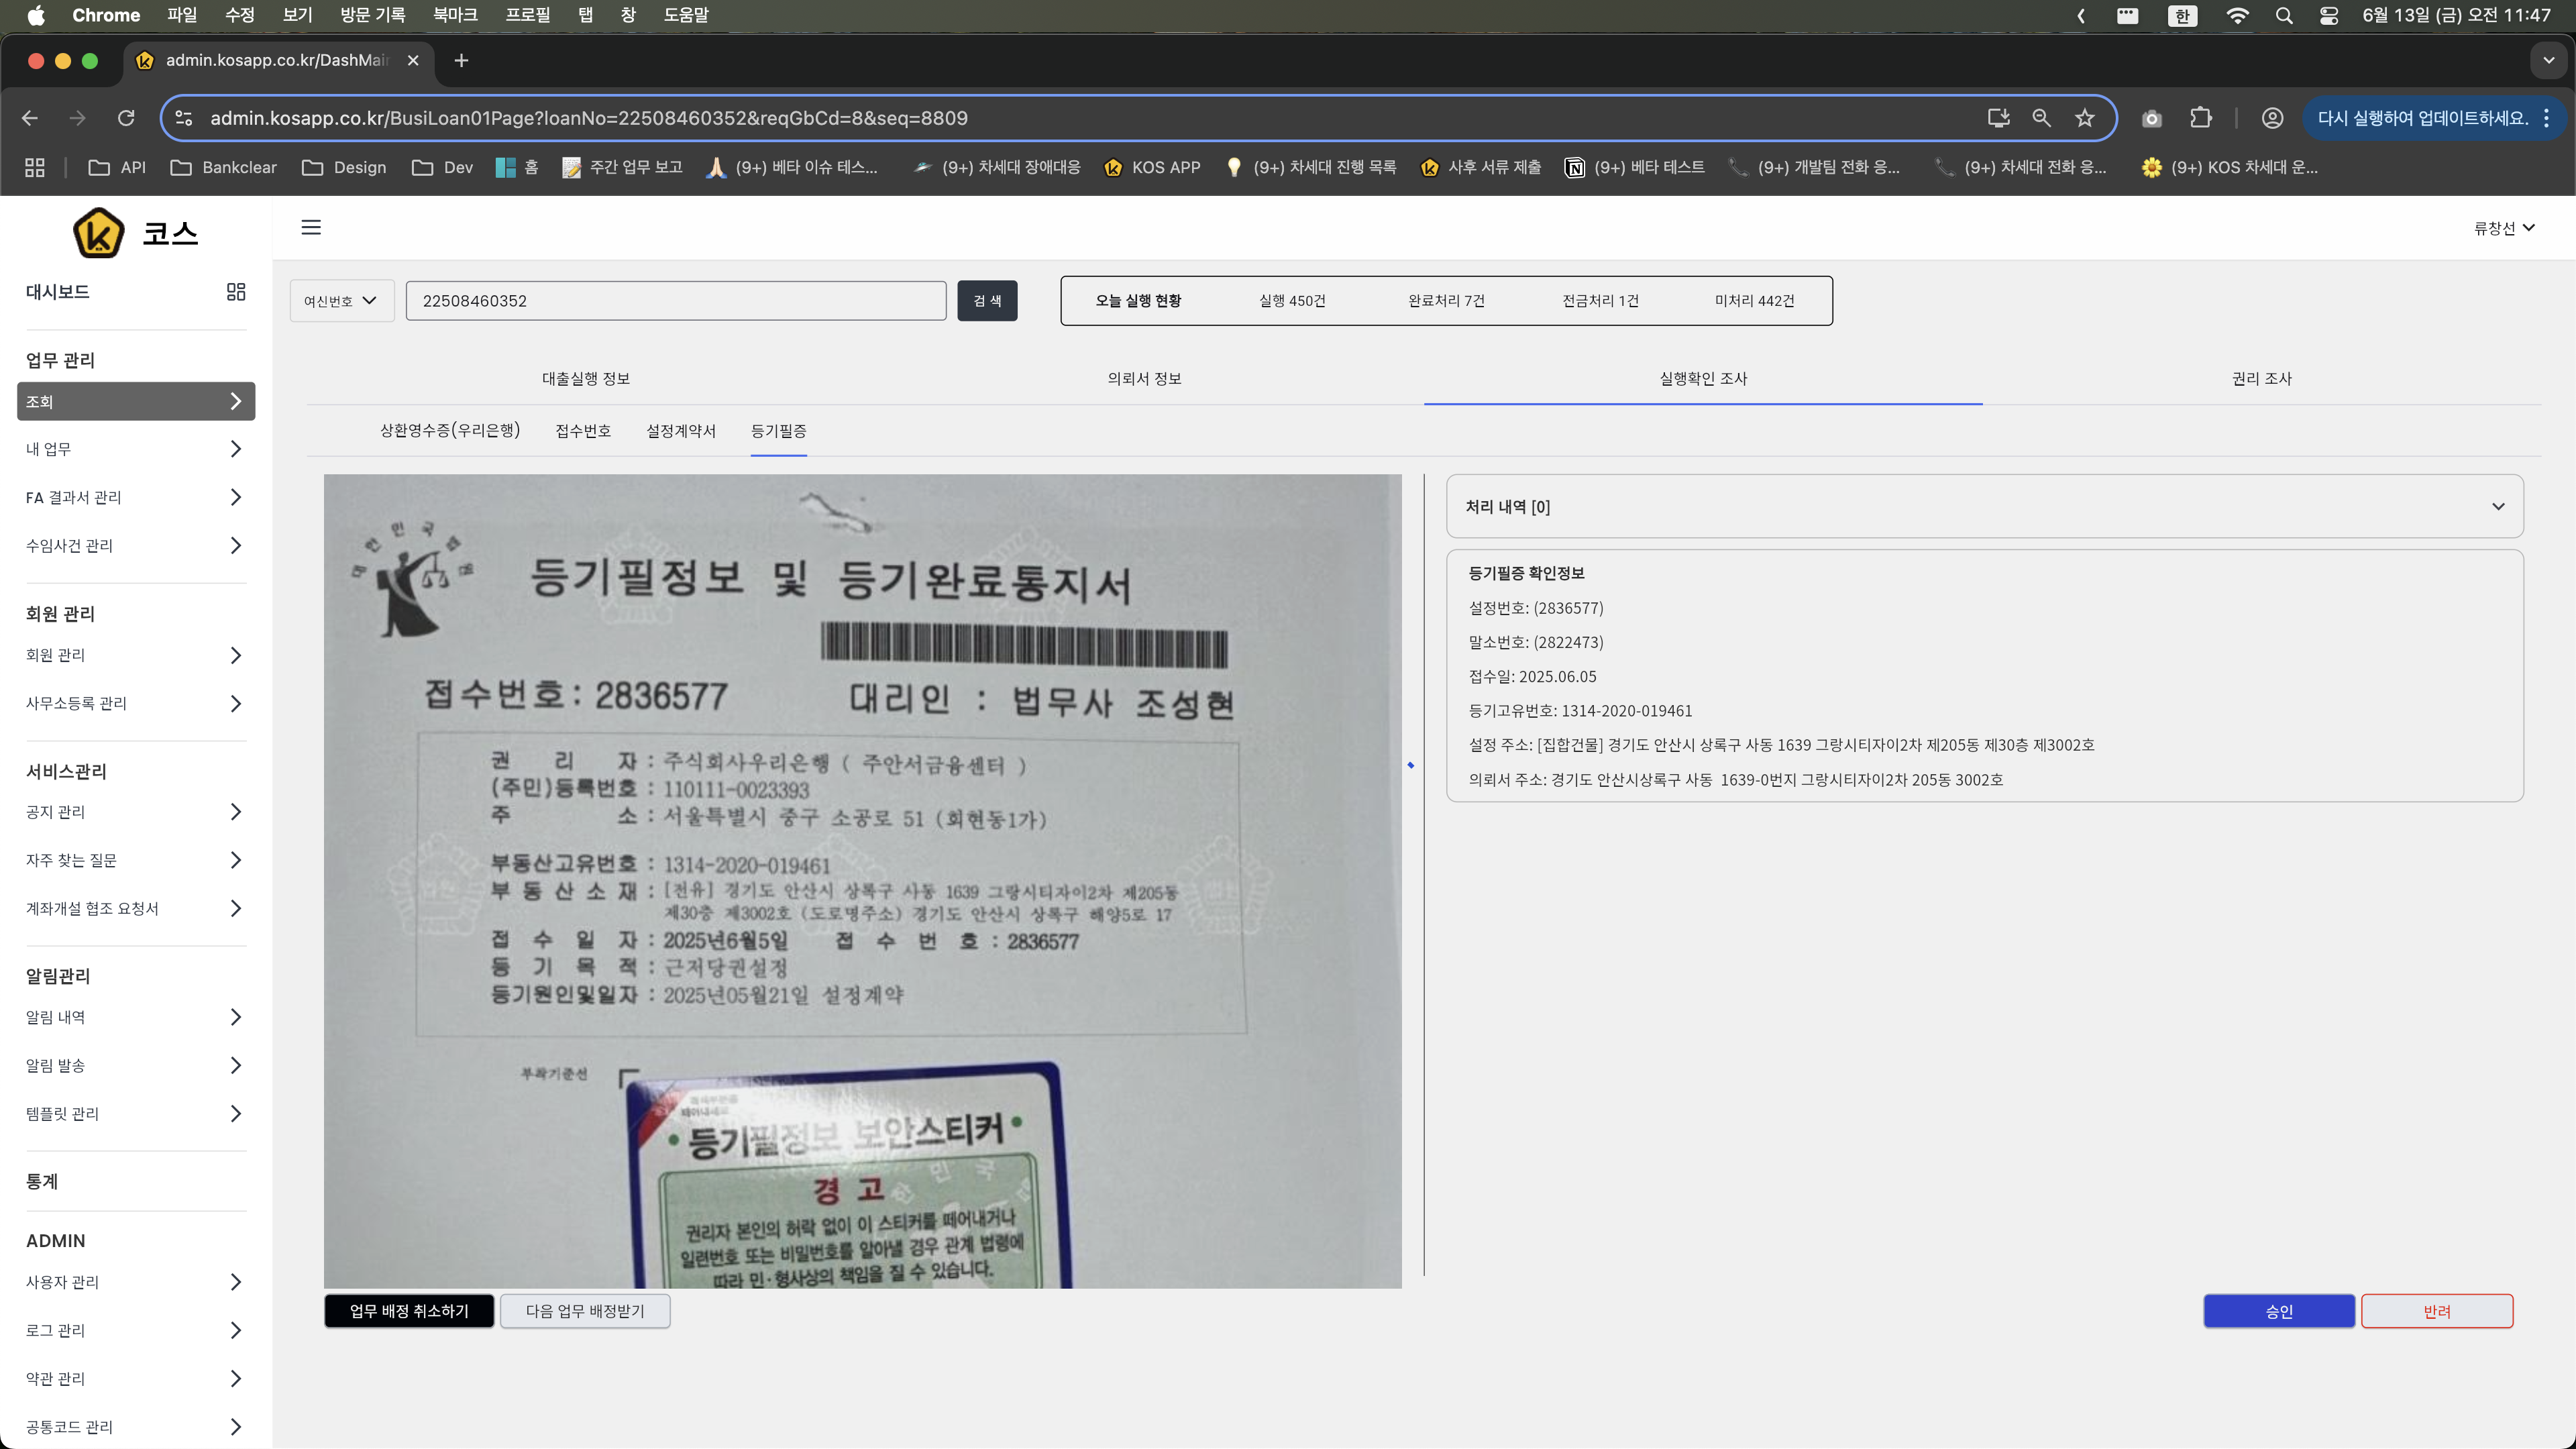 Chrome 파일 수정 보기 방문 기록 북마크 프로필 탭 창 도움말 한 6월 13일 (금) 오전 11:47
admin.kosapp.co.kr/DashMain
admin.kosapp.co.kr/BusiLoan01Page?loanNo=22508460352&reqGbCd=8&seq=8809 다시 실행하여 업데이트하세요.
API Bankclear Design Dev 홈 주간 업무 보고 (9+) 베타 이슈 테스... (9+) 차세대 장애대응 KOS APP (9+) 차세대 진행 목록 사후 서류 제출 (9+) 베타 테스트 (9+) 개발팀 전화 응... (9+) 차세대 전화 응... (9+) KOS 차세대 운...
코스
류창선
대시보드
업무 관리
조회
내 업무
FA 결과서 관리
수임사건 관리
회원 관리
회원 관리
사무소등록 관리
서비스관리
공지 관리
자주 찾는 질문
계좌개설 협조 요청서
알림관리
알림 내역
알림 발송
템플릿 관리
통계
ADMIN
사용자 관리
로그 관리
약관 관리
공통코드 관리
여신번호 22508460352 검 색
오늘 실행 현황 실행 450건 완료처리 7건 전금처리 1건 미처리 442건
대출실행 정보 의뢰서 정보 실행확인 조사 권리 조사
상환영수증(우리은행) 접수번호 설정계약서 등기필증
대한민국법원
등기필정보 및 등기완료통지서
접수번호 : 2836577 대리인 : 법무사 조성현
권 리 자 : 주식회사우리은행 ( 주안서금융센터 )
(주민)등록번호 : 110111-0023393
주 소 : 서울특별시 중구 소공로 51 (회현동1가)
부동산고유번호 : 1314-2020-019461
부 동 산 소 재 : [전유] 경기도 안산시 상록구 사동 1639 그랑시티자이2차 제205동
제30층 제3002호 (도로명주소) 경기도 안산시 상록구 해양5로 17
접 수 일 자 : 2025년6월5일 접 수 번 호 : 2836577
등 기 목 적 : 근저당권설정
등기원인및일자 : 2025년05월21일 설정계약
부착기준선
등기필정보 보안스티커
경 고
권리자 본인의 허락 없이 이 스티커를 떼어내거나
일련번호 또는 비밀번호를 알아낼 경우 관계 법령에
따라 민·형사상의 책임을 질 수 있습니다.
처리 내역 [0]
등기필증 확인정보
설정번호: (2836577)
말소번호: (2822473)
접수일: 2025.06.05
등기고유번호: 1314-2020-019461
설정 주소: [집합건물] 경기도 안산시 상록구 사동 1639 그랑시티자이2차 제205동 제30층 제3002호
의뢰서 주소: 경기도 안산시상록구 사동 1639-0번지 그랑시티자이2차 205동 3002호
업무 배정 취소하기 다음 업무 배정받기 승인 반려